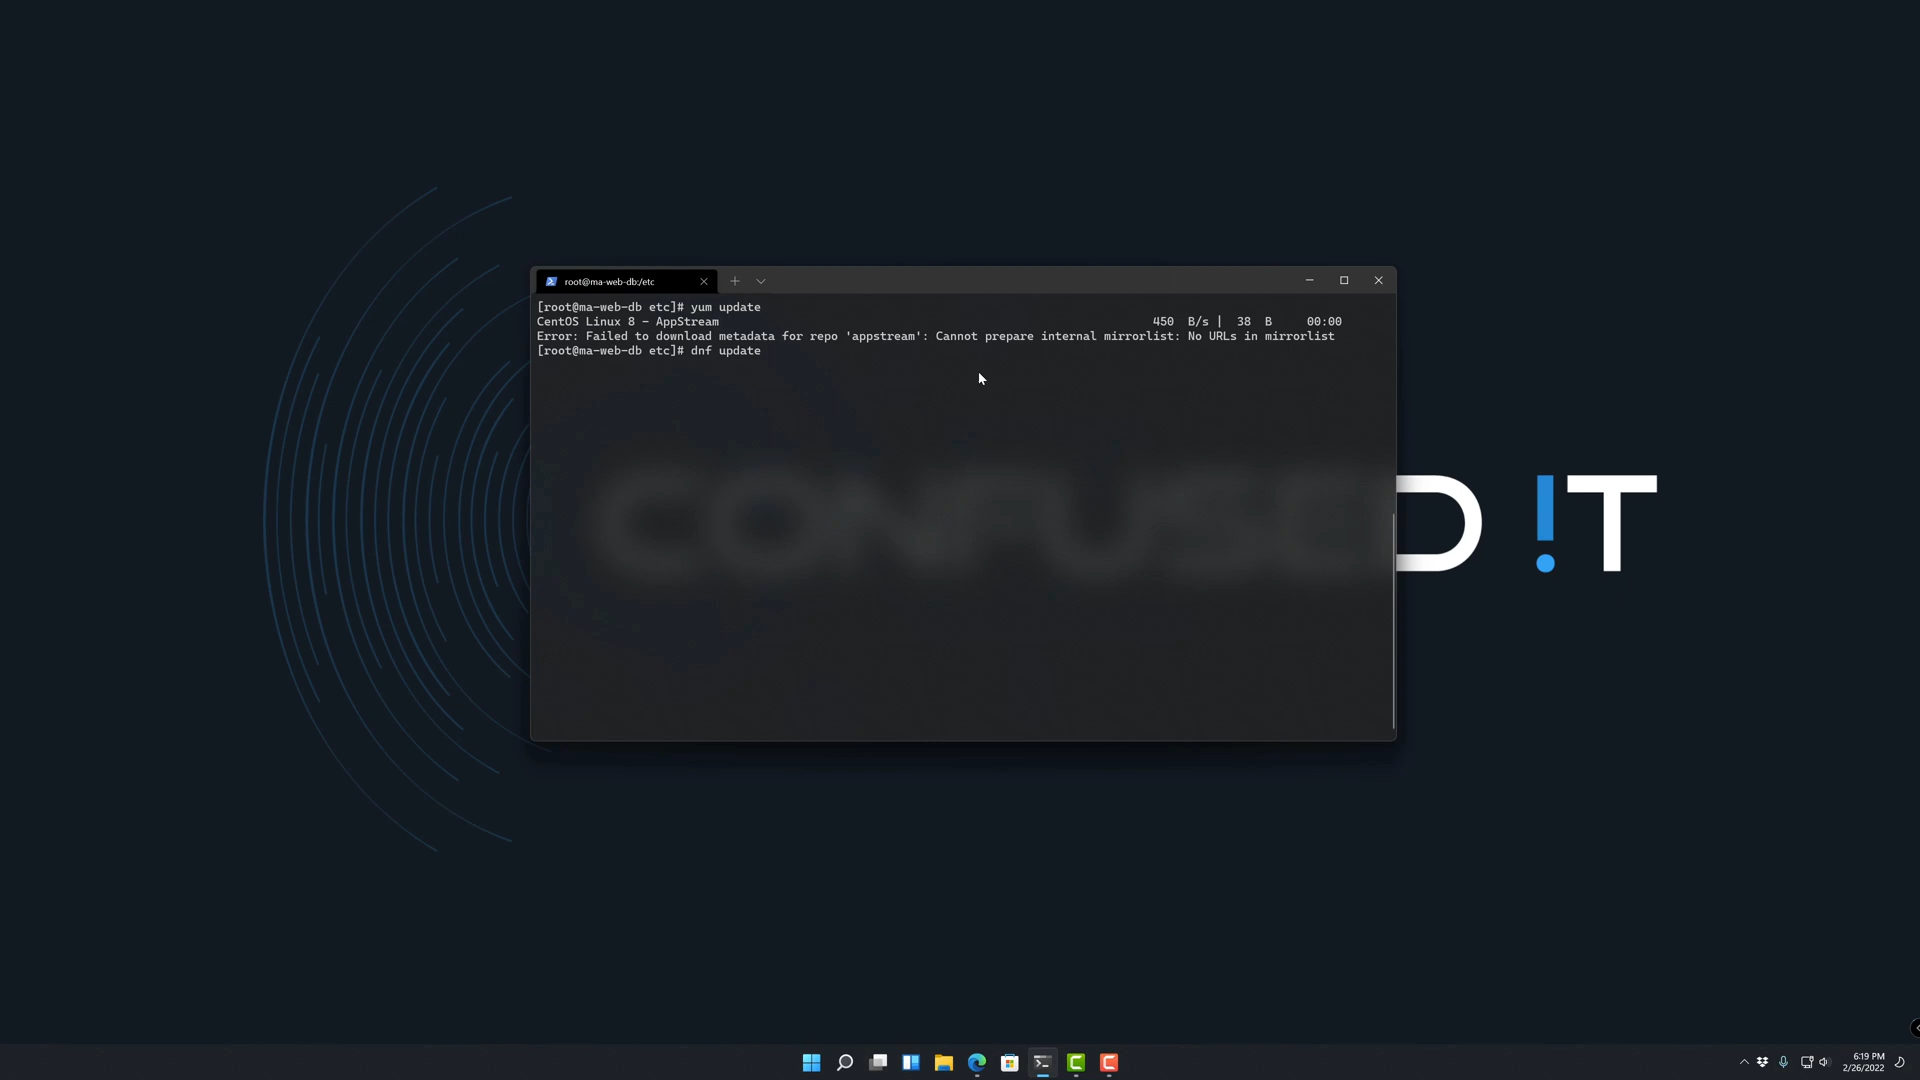 root@ma-web-db:/etc
[root@ma-web-db etc]# yum update
CentOS Linux 8 - AppStream 450 B/s | 38 B 00:00
Error: Failed to download metadata for repo 'appstream': Cannot prepare internal mirrorlist: No URLs in mirrorlist
[root@ma-web-db etc]# dnf update
CONFUSED !T
6:19 PM
2/26/2022